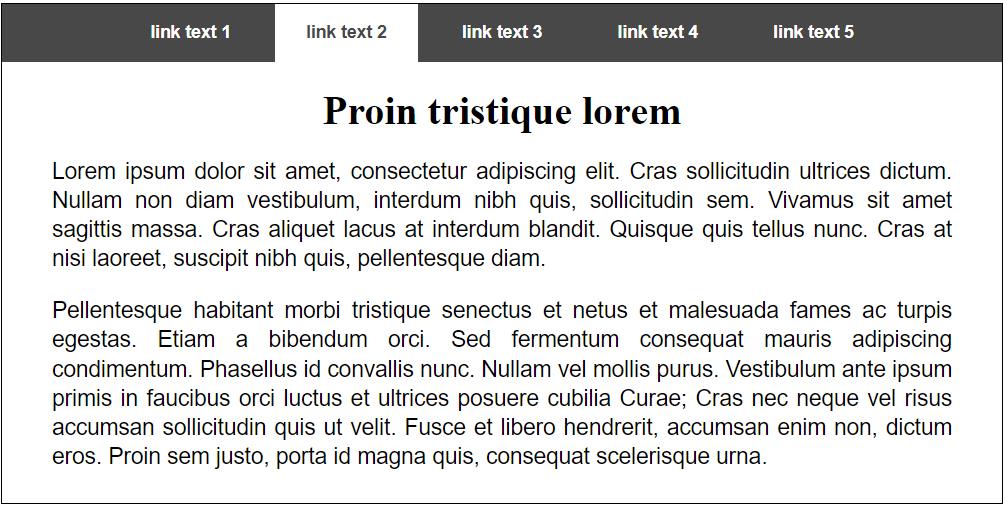 link text 1 link text 2 link text 3 link text 4 link text 5
Proin tristique lorem
Lorem ipsum dolor sit amet, consectetur adipiscing elit. Cras sollicitudin ultrices dictum.
Nullam non diam vestibulum, interdum nibh quis, sollicitudin sem. Vivamus sit amet
sagittis massa. Cras aliquet lacus at interdum blandit. Quisque quis tellus nunc. Cras at
nisi laoreet, suscipit nibh quis, pellentesque diam.
Pellentesque habitant morbi tristique senectus et netus et malesuada fames ac turpis
egestas. Etiam a bibendum orci. Sed fermentum consequat mauris adipiscing
condimentum. Phasellus id convallis nunc. Nullam vel mollis purus. Vestibulum ante ipsum
primis in faucibus orci luctus et ultrices posuere cubilia Curae; Cras nec neque vel risus
accumsan sollicitudin quis ut velit. Fusce et libero hendrerit, accumsan enim non, dictum
eros. Proin sem justo, porta id magna quis, consequat scelerisque urna.